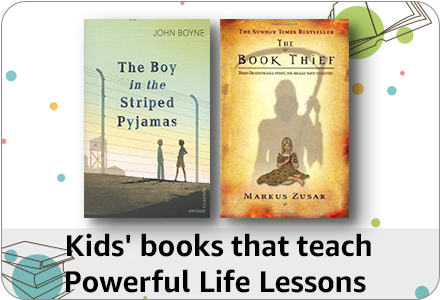 JOHN BOYNE
The Boy
in the
Striped
Pyjamas
VINTAGE CLASSICS
THE SUNDAY TIMES BESTSELLER
THE
BOOK THIEF
MARKUS ZUSAK
Kids' books that teach
Powerful Life Lessons